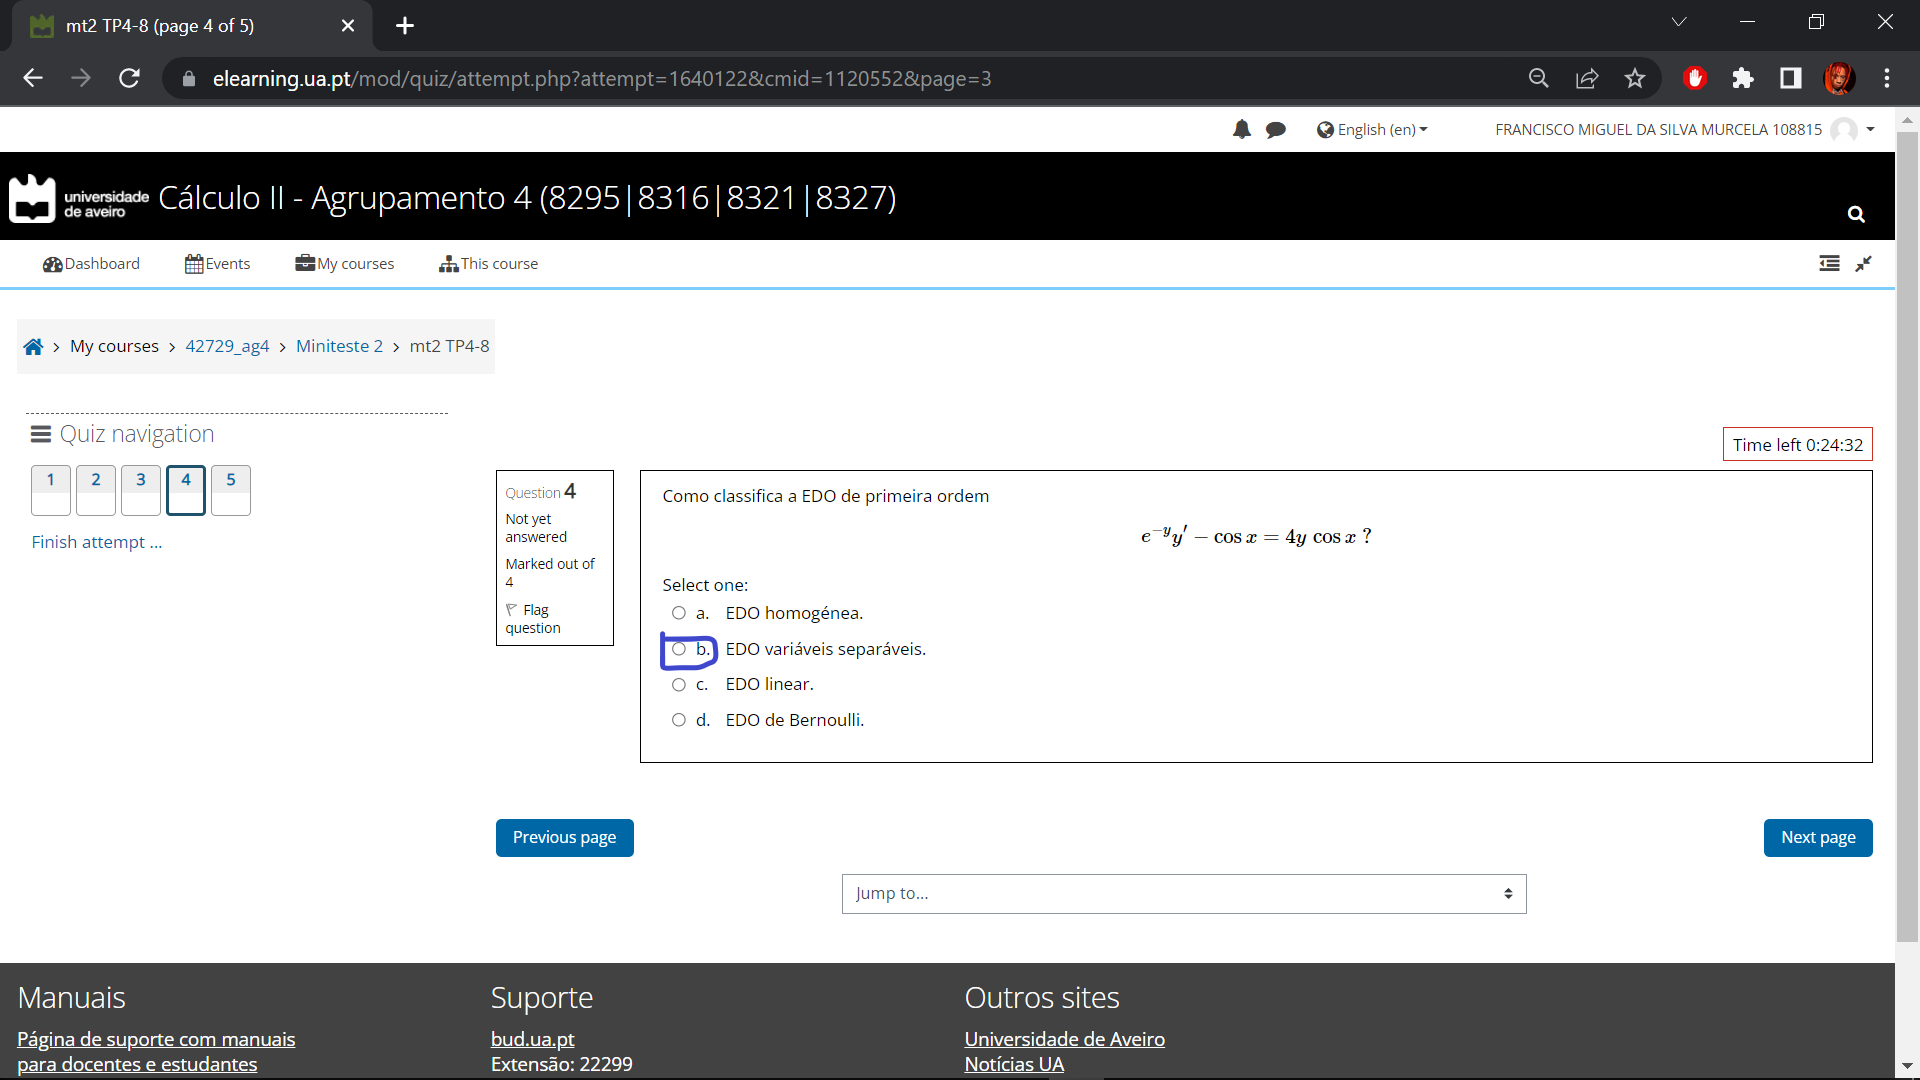 mt2 TP4-8 (page 4 of 5)
elearning.ua.pt/mod/quiz/attempt.php?attempt=1640122&cmid=1120552&page=3
English (en)
FRANCISCO MIGUEL DA SILVA MURCELA 108815
universidade de aveiro
Cálculo II - Agrupamento 4 (8295|8316|8321|8327)
Dashboard Events My courses This course
My courses > 42729_ag4 > Miniteste 2 > mt2 TP4-8
Quiz navigation
1 2 3 4 5
Finish attempt ...
Time left 0:24:32
Question 4
Not yet
answered
Marked out of
4
Flag
question
Como classifica a EDO de primeira ordem
e^{-y}y′ − cos x = 4y cos x ?
Select one:
a. EDO homogénea.
b. EDO variáveis separáveis.
c. EDO linear.
d. EDO de Bernoulli.
Previous page
Next page
Jump to...
Manuais
Página de suporte com manuais
para docentes e estudantes
Suporte
bud.ua.pt
Extensão: 22299
Outros sites
Universidade de Aveiro
Notícias UA